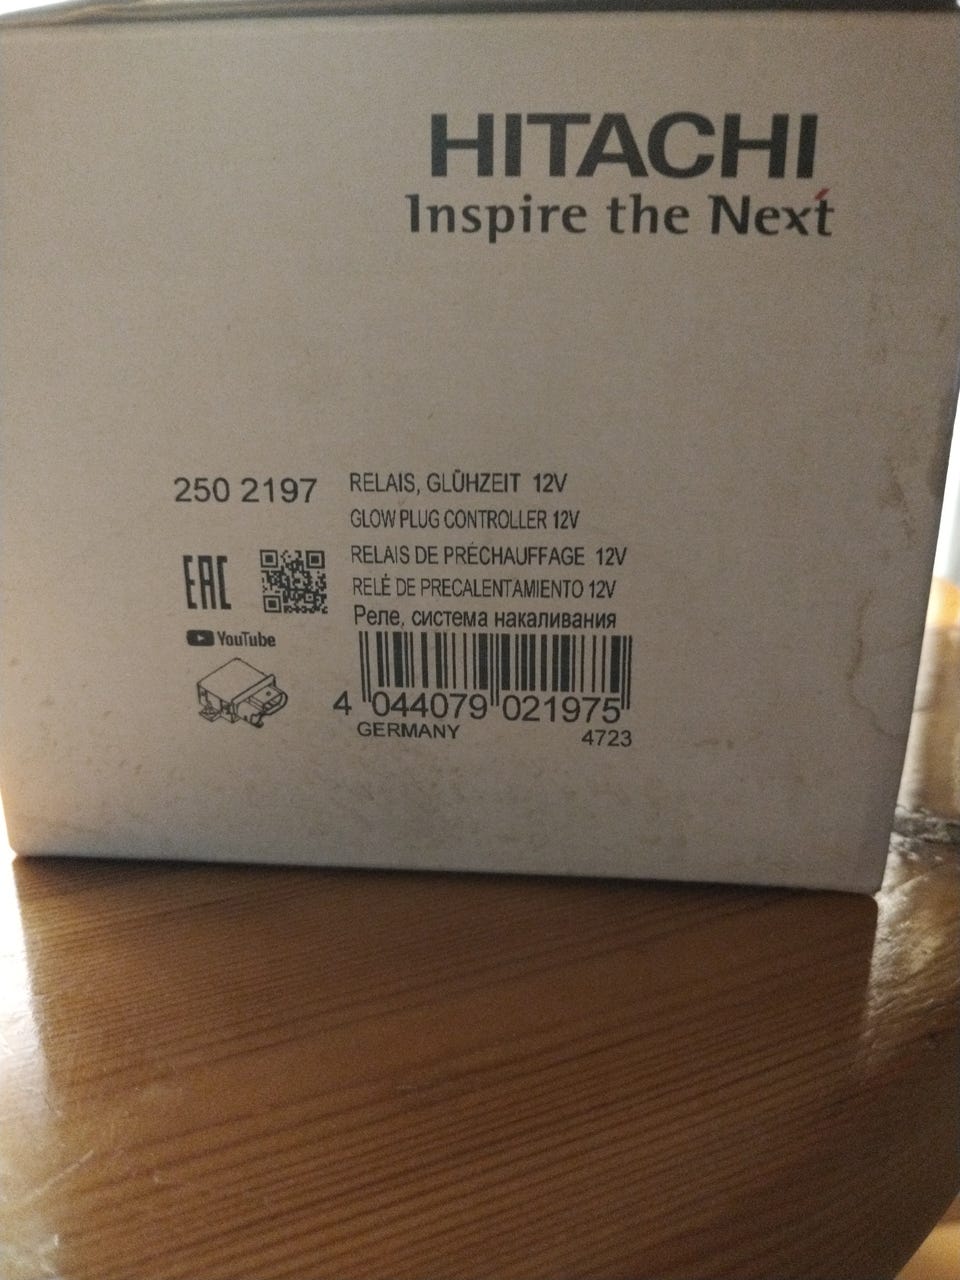 HITACHI
Inspire the Next
250 2197
RELAIS, GLÜHZEIT 12V
GLOW PLUG CONTROLLER 12V
RELAIS DE PRÉCHAUFFAGE 12V
RELÉ DE PRECALENTAMIENTO 12V
Реле, система накаливания
EAC
YouTube
4 044079 021975
GERMANY 4723